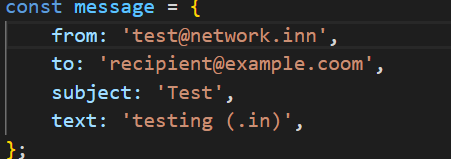 const message = {
from: 'test@network.inn',
to: 'recipient@example.coom',
subject: 'Test',
text: 'testing (.in)',
};